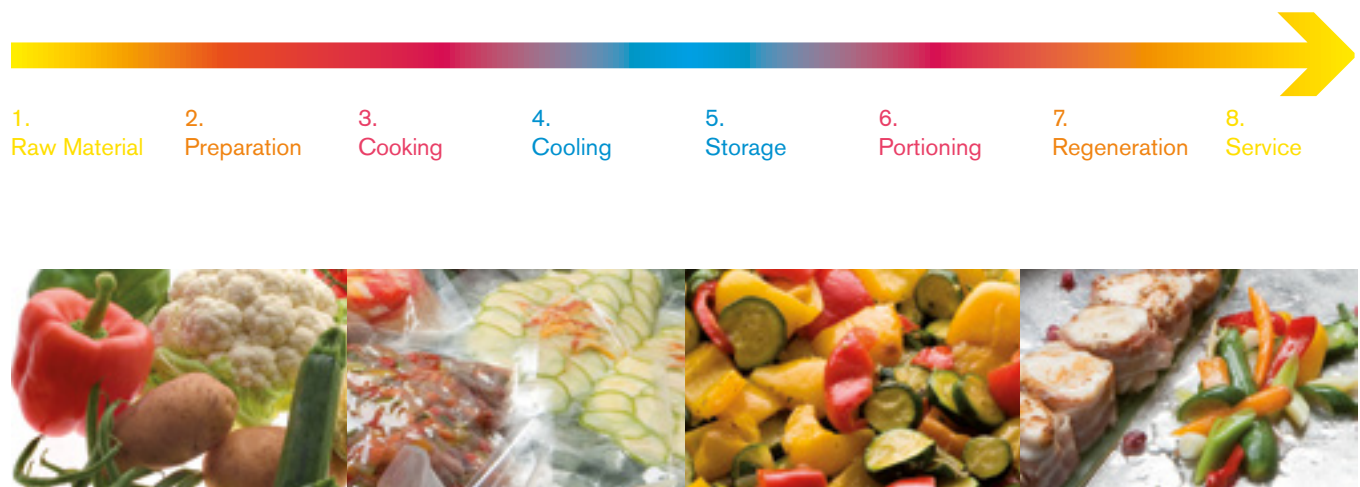 1.
Raw Material
2.
Preparation
3.
Cooking
4.
Cooling
5.
Storage
6.
Portioning
7.
Regeneration
8.
Service